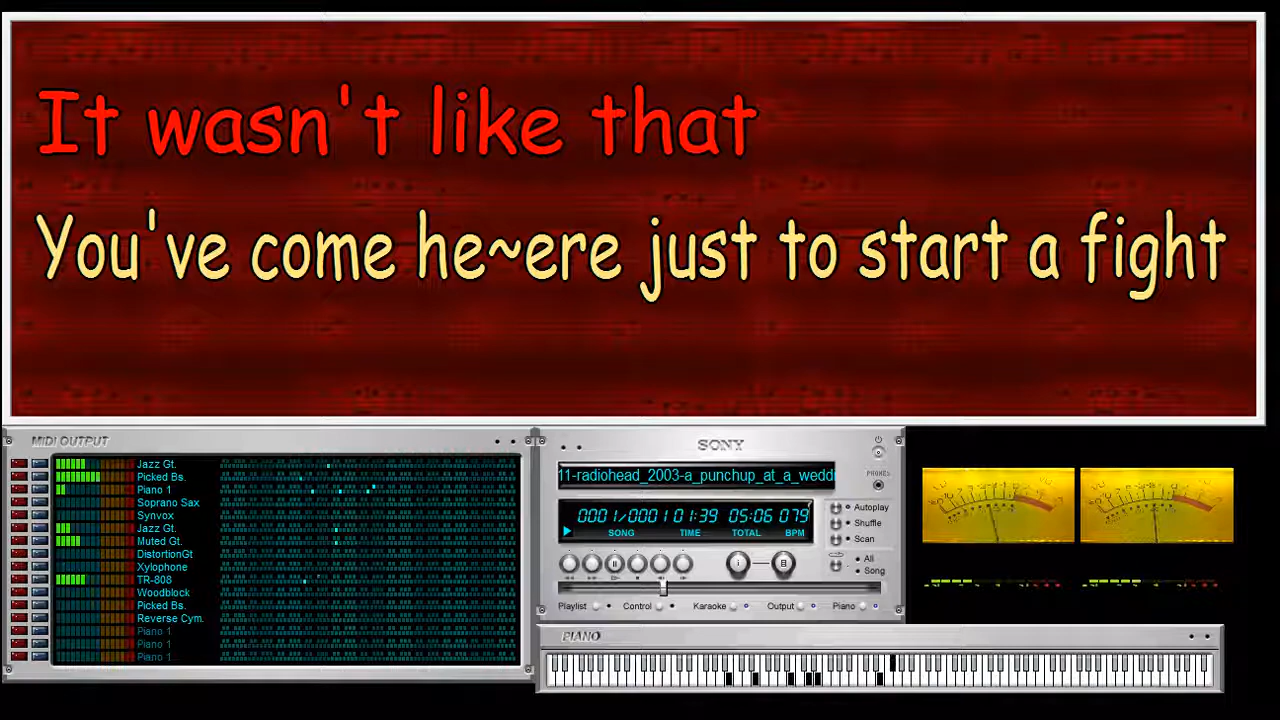 It wasn't like that
You've come he~ere just to start a fight
MIDI OUTPUT
Jazz Gt.
Picked Bs.
Piano 1
Soprano Sax
Synvox
Jazz Gt.
Muted Gt.
DistortionGt
Xylophone
TR-808
Woodblock
Picked Bs.
Reverse Cym.
Piano 1
Piano 1
Piano 1
SONY
11-radiohead_2003-a_punchup_at_a_weddi
PHONES
0001/0001 01:39 05:06 079
SONG TIME TOTAL BPM
Autoplay
Shuffle
Scan
All
Song
Playlist Control Karaoke Output Piano
PIANO